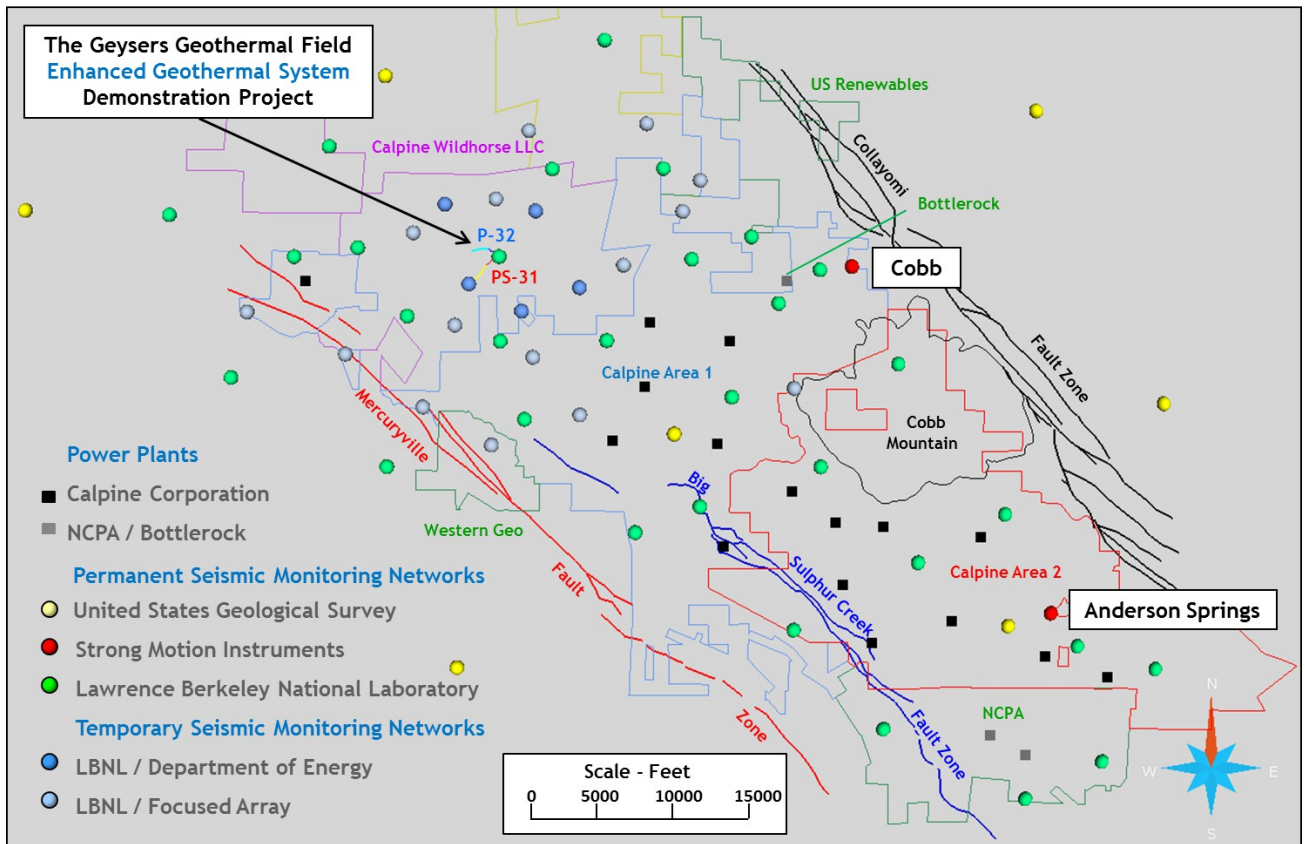 The Geysers Geothermal Field
Enhanced Geothermal System
Demonstration Project
US Renewables
Calpine Wildhorse LLC
Collayomi
Bottlerock
P-32
Cobb
PS-31
Fault Zone
Calpine Area 1
Mercuryville
Cobb
Mountain
Power Plants
Calpine Corporation
NCPA / Bottlerock
Big
Western Geo
Sulphur Creek
Fault
Calpine Area 2
Permanent Seismic Monitoring Networks
United States Geological Survey
Anderson Springs
Strong Motion Instruments
Lawrence Berkeley National Laboratory
Temporary Seismic Monitoring Networks
LBNL / Department of Energy
LBNL / Focused Array
Zone
Fault Zone
NCPA
Scale - Feet
0 5000 10000 15000
N
W E
S